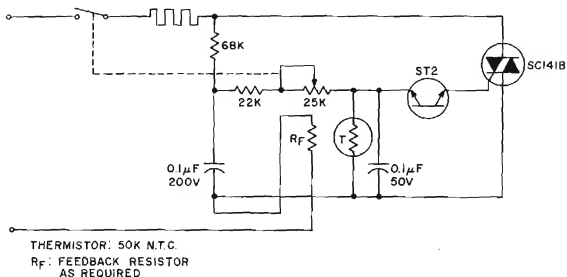 68K
ST2
SC141B
22K
25K
RF
T
0.1μF
200V
0.1μF
50V
THERMISTOR: 50K N.T.C.
RF: FEEDBACK RESISTOR
AS REQUIRED